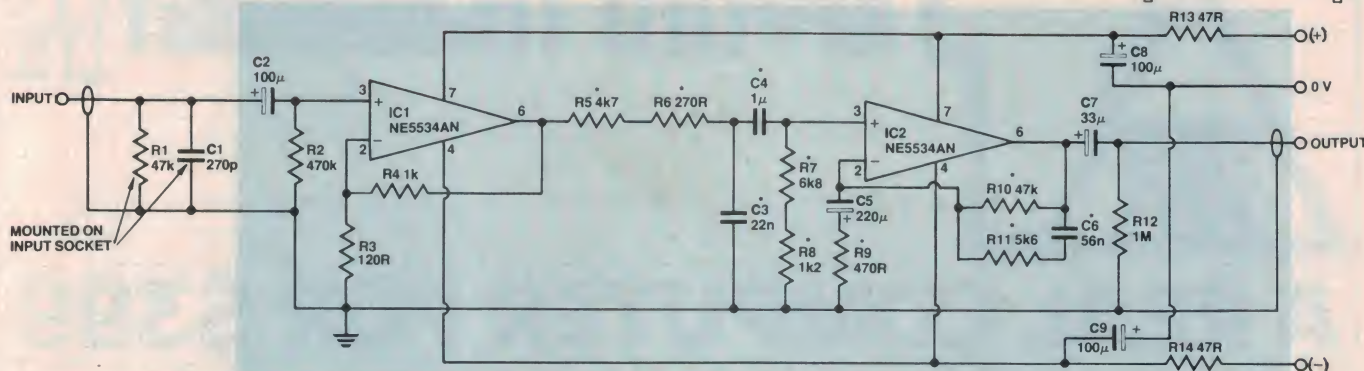 R13 47R
(+)
C8
100µ
0 V
C2
100µ
INPUT
R1
47k
C1
270p
R2
470k
MOUNTED ON
INPUT SOCKET
3
+
7
IC1
NE5534AN
6
2
−
4
R4 1k
R3
120R
R5 4k7
R6 270R
C4
1µ
C3
22n
R7
6k8
R8
1k2
3
+
7
IC2
NE5534AN
6
2
−
4
C5
220µ
+
R9
470R
R10 47k
R11 5k6
C6
56n
C7
33µ
+
OUTPUT
R12
1M
C9
100µ
+
R14 47R
(−)